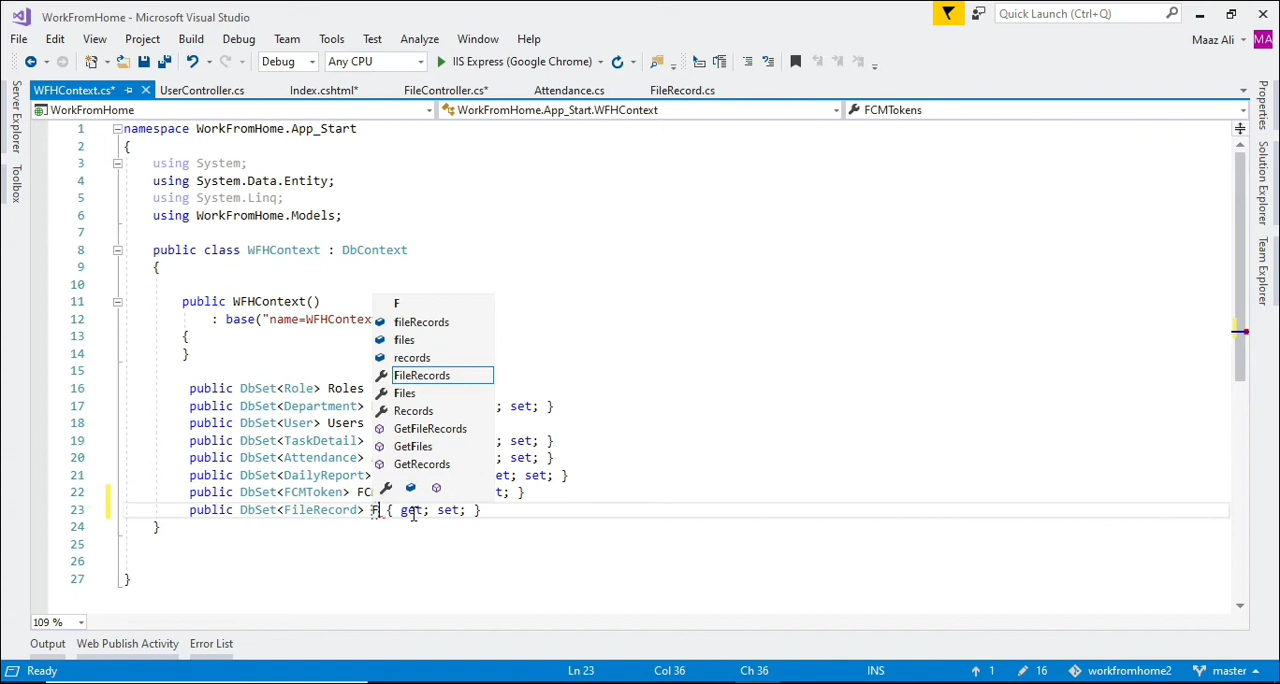 WorkFromHome - Microsoft Visual Studio
Quick Launch (Ctrl+Q)
File Edit View Project Build Debug Team Tools Test Analyze Window Help
Maaz Ali MA
Debug Any CPU IIS Express (Google Chrome)
WFHContext.cs* UserController.cs Index.cshtml* FileController.cs* Attendance.cs FileRecord.cs
WorkFromHome WorkFromHome.App_Start.WFHContext FCMTokens
Server Explorer
Toolbox
Properties
Solution Explorer
Team Explorer
1 namespace WorkFromHome.App_Start
2 {
3 using System;
4 using System.Data.Entity;
5 using System.Linq;
6 using WorkFromHome.Models;
7
8 public class WFHContext : DbContext
9 {
10
11 public WFHContext()
12 : base("name=WFHContex
13 {
14 }
15
16 public DbSet<Role> Roles
17 public DbSet<Department> ; set; }
18 public DbSet<User> Users
19 public DbSet<TaskDetail> ; set; }
20 public DbSet<Attendance> ; set; }
21 public DbSet<DailyReport> et; set; }
22 public DbSet<FCMToken> FC t; }
23 public DbSet<FileRecord> F { get; set; }
24 }
25
26
27 }
F
fileRecords
files
records
FileRecords
Files
Records
GetFileRecords
GetFiles
GetRecords
109 %
Output Web Publish Activity Error List
Ready Ln 23 Col 36 Ch 36 INS 1 16 workfromhome2 master